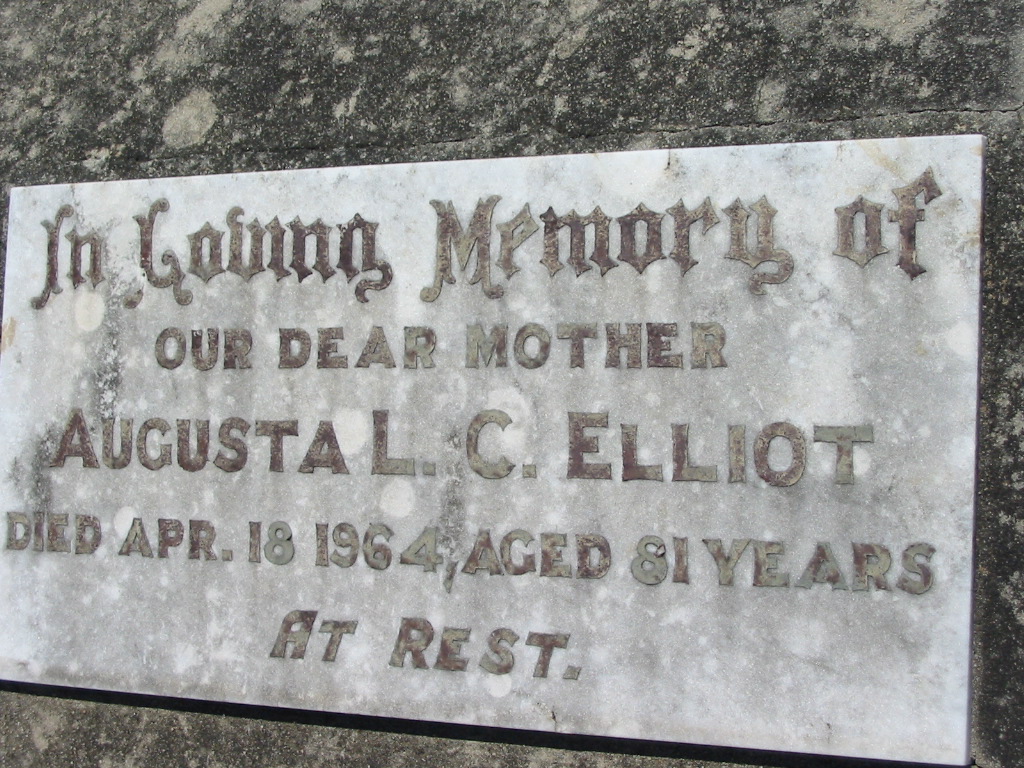 In Loving Memory of
OUR DEAR MOTHER
AUGUSTA L. C. ELLIOT
DIED APR. 18 1964, AGED 81 YEARS
AT REST.